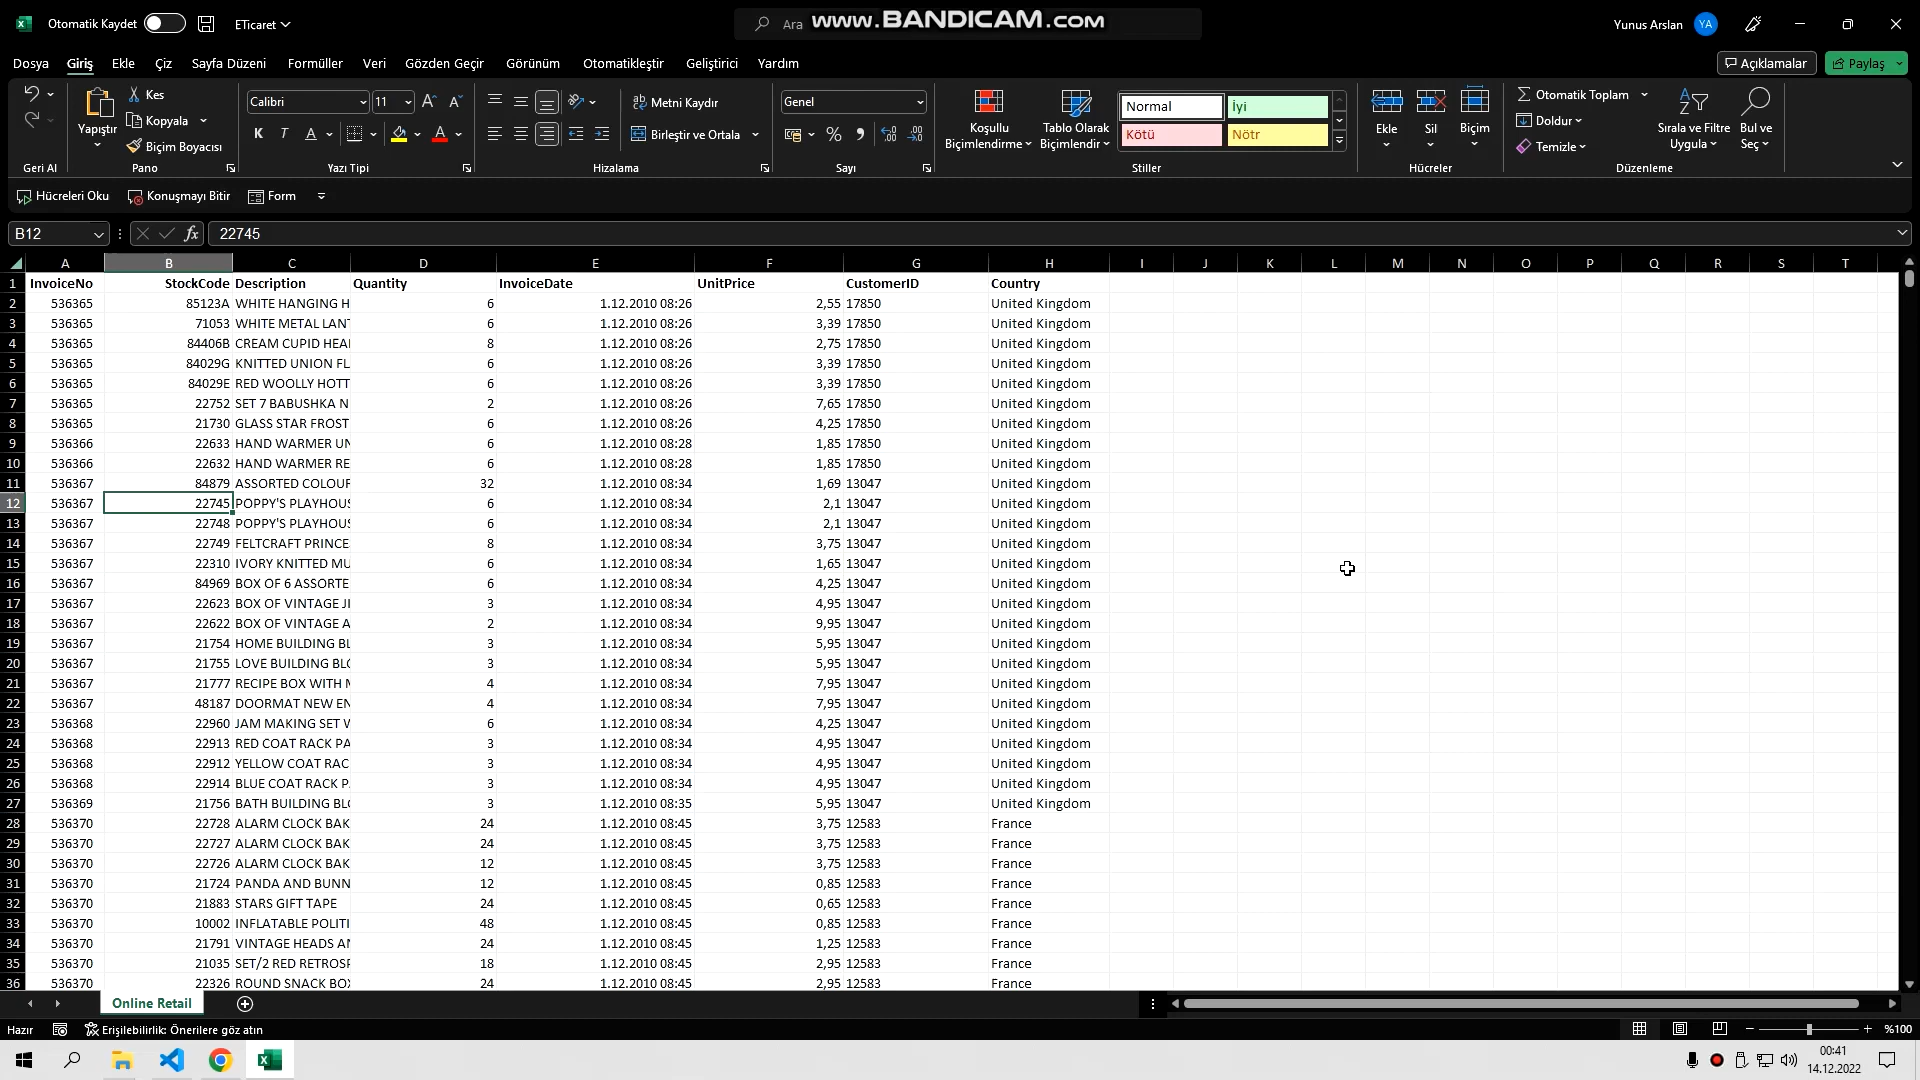 Otomatik Kaydet
ETicaret
Ara
www.BANDICAM.com
Yunus Arslan
YA
Dosya Giriş Ekle Çiz Sayfa Düzeni Formüller Veri Gözden Geçir Görünüm Otomatikleştir Geliştirici Yardım
Açıklamalar
Paylaş
Yapıştır
Kes
Kopyala
Biçim Boyacısı
Calibri
11
K T A
Metni Kaydır
Birleştir ve Ortala
Genel
Koşullu Biçimlendirme
Tablo Olarak Biçimlendir
Normal İyi
Kötü Nötr
Ekle Sil Biçim
Otomatik Toplam
Doldur
Temizle
Sırala ve Filtre Uygula
Bul ve Seç
Geri Al Pano Yazı Tipi Hizalama Sayı Stiller Hücreler Düzenleme
Hücreleri Oku Konuşmayı Bitir Form
B12 fx 22745
A B C D E F G H I J K L M N O P Q R S T
1 InvoiceNo StockCode Description Quantity InvoiceDate UnitPrice CustomerID Country
2 536365 85123A WHITE HANGING H 6 1.12.2010 08:26 2,55 17850 United Kingdom
3 536365 71053 WHITE METAL LANT 6 1.12.2010 08:26 3,39 17850 United Kingdom
4 536365 84406B CREAM CUPID HEA 8 1.12.2010 08:26 2,75 17850 United Kingdom
5 536365 84029G KNITTED UNION FL 6 1.12.2010 08:26 3,39 17850 United Kingdom
6 536365 84029E RED WOOLLY HOTT 6 1.12.2010 08:26 3,39 17850 United Kingdom
7 536365 22752 SET 7 BABUSHKA N 2 1.12.2010 08:26 7,65 17850 United Kingdom
8 536365 21730 GLASS STAR FROST 6 1.12.2010 08:26 4,25 17850 United Kingdom
9 536366 22633 HAND WARMER UN 6 1.12.2010 08:28 1,85 17850 United Kingdom
10 536366 22632 HAND WARMER RE 6 1.12.2010 08:28 1,85 17850 United Kingdom
11 536367 84879 ASSORTED COLOUR 32 1.12.2010 08:34 1,69 13047 United Kingdom
12 536367 22745 POPPY'S PLAYHOUS 6 1.12.2010 08:34 2,1 13047 United Kingdom
13 536367 22748 POPPY'S PLAYHOUS 6 1.12.2010 08:34 2,1 13047 United Kingdom
14 536367 22749 FELTCRAFT PRINCE 8 1.12.2010 08:34 3,75 13047 United Kingdom
15 536367 22310 IVORY KNITTED MU 6 1.12.2010 08:34 1,65 13047 United Kingdom
16 536367 84969 BOX OF 6 ASSORTE 6 1.12.2010 08:34 4,25 13047 United Kingdom
17 536367 22623 BOX OF VINTAGE JI 3 1.12.2010 08:34 4,95 13047 United Kingdom
18 536367 22622 BOX OF VINTAGE A 2 1.12.2010 08:34 9,95 13047 United Kingdom
19 536367 21754 HOME BUILDING BL 3 1.12.2010 08:34 5,95 13047 United Kingdom
20 536367 21755 LOVE BUILDING BLO 3 1.12.2010 08:34 5,95 13047 United Kingdom
21 536367 21777 RECIPE BOX WITH M 4 1.12.2010 08:34 7,95 13047 United Kingdom
22 536367 48187 DOORMAT NEW EN 4 1.12.2010 08:34 7,95 13047 United Kingdom
23 536368 22960 JAM MAKING SET W 6 1.12.2010 08:34 4,25 13047 United Kingdom
24 536368 22913 RED COAT RACK PA 3 1.12.2010 08:34 4,95 13047 United Kingdom
25 536368 22912 YELLOW COAT RAC 3 1.12.2010 08:34 4,95 13047 United Kingdom
26 536368 22914 BLUE COAT RACK P 3 1.12.2010 08:34 4,95 13047 United Kingdom
27 536369 21756 BATH BUILDING BLO 3 1.12.2010 08:35 5,95 13047 United Kingdom
28 536370 22728 ALARM CLOCK BAK 24 1.12.2010 08:45 3,75 12583 France
29 536370 22727 ALARM CLOCK BAK 24 1.12.2010 08:45 3,75 12583 France
30 536370 22726 ALARM CLOCK BAK 12 1.12.2010 08:45 3,75 12583 France
31 536370 21724 PANDA AND BUNN 12 1.12.2010 08:45 0,85 12583 France
32 536370 21883 STARS GIFT TAPE 24 1.12.2010 08:45 0,65 12583 France
33 536370 10002 INFLATABLE POLITI 48 1.12.2010 08:45 0,85 12583 France
34 536370 21791 VINTAGE HEADS AN 24 1.12.2010 08:45 1,25 12583 France
35 536370 21035 SET/2 RED RETROSP 18 1.12.2010 08:45 2,95 12583 France
36 536370 22326 ROUND SNACK BOX 24 1.12.2010 08:45 2,95 12583 France
Online Retail
Hazır Erişilebilirlik: Önerilere göz atın %100
00:41
14.12.2022